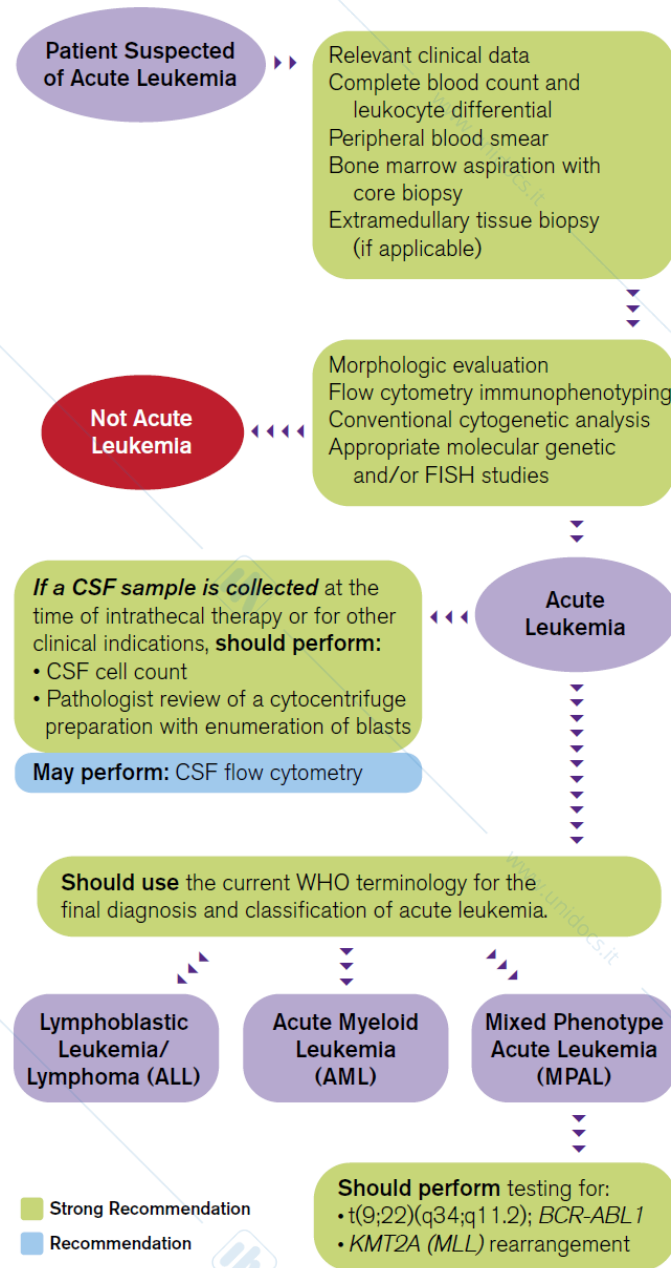 Patient Suspected
of Acute Leukemia
Relevant clinical data
Complete blood count and
leukocyte differential
Peripheral blood smear
Bone marrow aspiration with
core biopsy
Extramedullary tissue biopsy
(if applicable)
www.unidocs.it
Not Acute
Leukemia
Morphologic evaluation
Flow cytometry immunophenotyping
Conventional cytogenetic analysis
Appropriate molecular genetic
and/or FISH studies
If a CSF sample is collected at the
time of intrathecal therapy or for other
clinical indications, should perform:
• CSF cell count
• Pathologist review of a cytocentrifuge
preparation with enumeration of blasts
May perform: CSF flow cytometry
Acute
Leukemia
www.unidocs.it
Should use the current WHO terminology for the
final diagnosis and classification of acute leukemia.
Lymphoblastic
Leukemia/
Lymphoma (ALL)
Acute Myeloid
Leukemia
(AML)
Mixed Phenotype
Acute Leukemia
(MPAL)
Should perform testing for:
• t(9;22)(q34;q11.2); BCR-ABL1
• KMT2A (MLL) rearrangement
Strong Recommendation
Recommendation